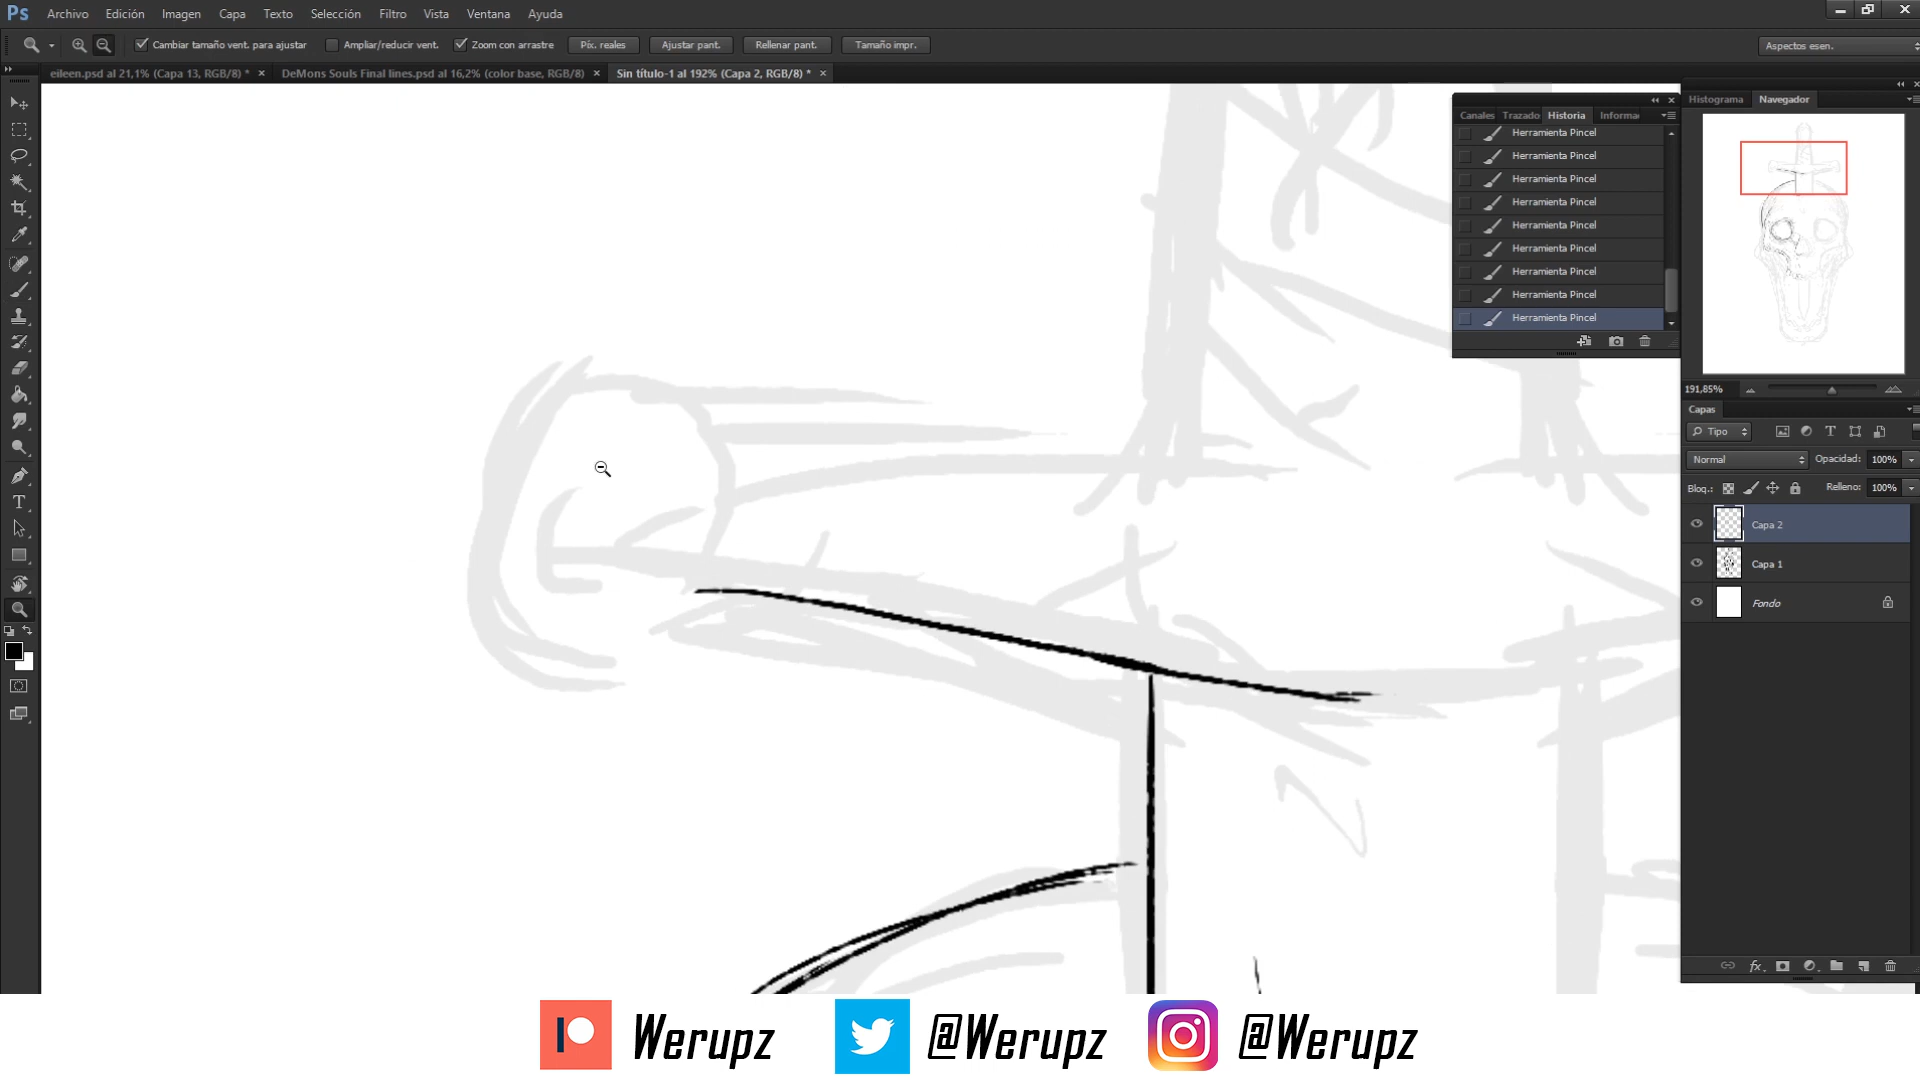 Ps Archivo Edición Imagen Capa Texto Selección Filtro Vista Ventana Ayuda
Cambiar tamaño vent. para ajustar Ampliar/reducir vent. Zoom con arrastre Píx. reales Ajustar pant. Rellenar pant. Tamaño impr. Aspectos esen.
eileen.psd al 21,1% (Capa 13, RGB/8) * × DeMons Souls Final lines.psd al 16,2% (color base, RGB/8) × Sin título-1 al 192% (Capa 2, RGB/8) * ×
Histograma Navegador
Canales Trazado Historia Informa
Herramienta Pincel
Herramienta Pincel
Herramienta Pincel
Herramienta Pincel
Herramienta Pincel
Herramienta Pincel
Herramienta Pincel
Herramienta Pincel
Herramienta Pincel
191,85%
Capas
Tipo
Normal Opacidad: 100%
Bloq.: Relleno: 100%
Capa 2
Capa 1
Fondo
fx
Werupz @Werupz @Werupz